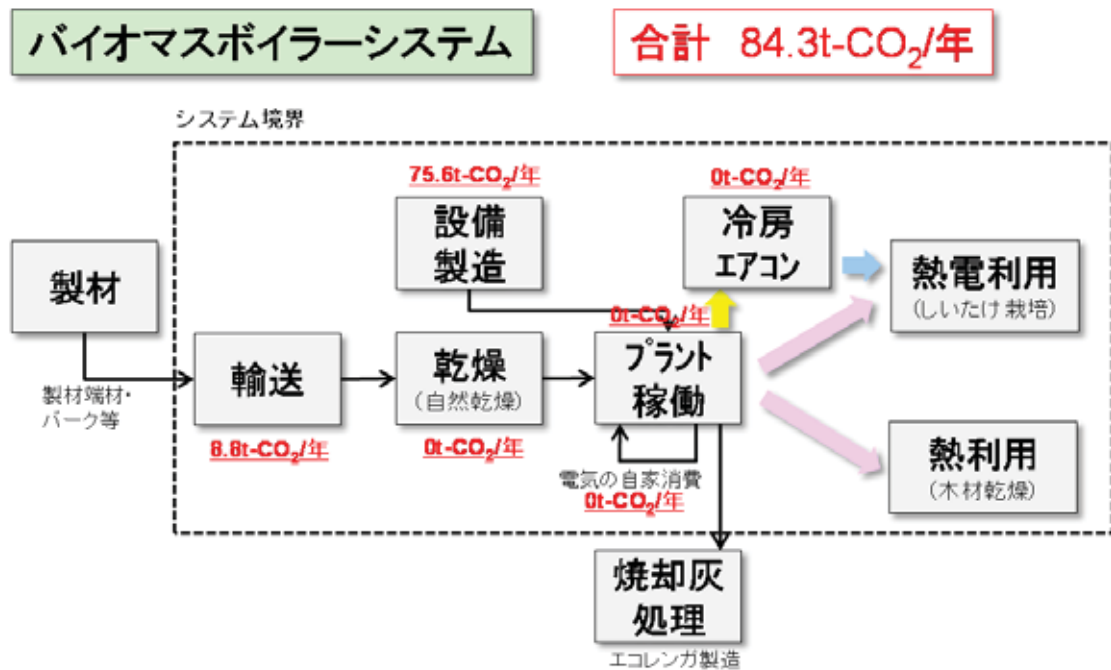 バイオマスボイラーシステム
合計 84.3t-CO₂/年
システム境界
75.6t-CO₂/年
設備
製造
0t-CO₂/年
冷房
エアコン
熱電利用
(しいたけ栽培)
製材
製材端材・
バーク等
輸送
8.8t-CO₂/年
乾燥
(自然乾燥)
0t-CO₂/年
0t-CO₂/年
プラント
稼働
電気の自家消費
0t-CO₂/年
熱利用
(木材乾燥)
焼却灰
処理
エコレンガ製造